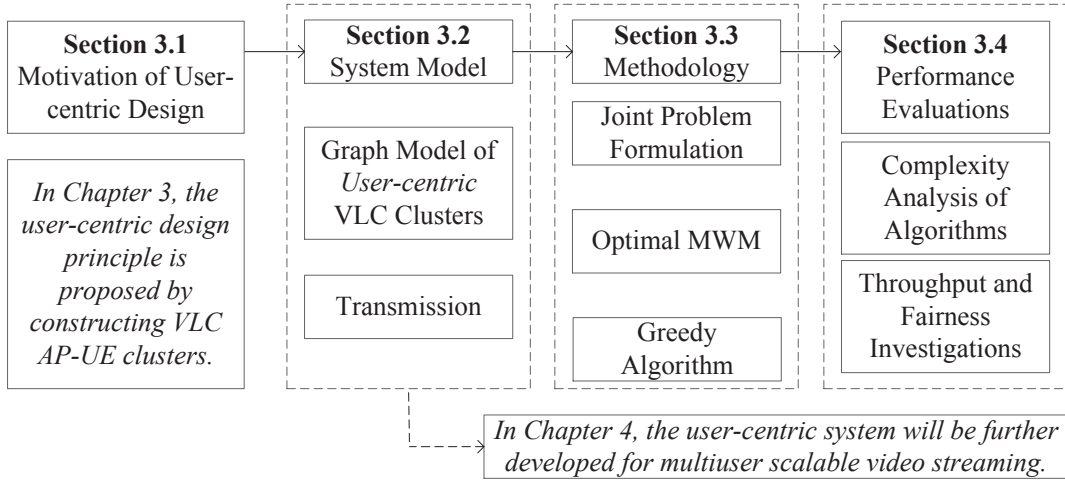 Section 3.1
Motivation of User-
centric Design
In Chapter 3, the
user-centric design
principle is
proposed by
constructing VLC
AP-UE clusters.
Section 3.2
System Model
Graph Model of
User-centric
VLC Clusters
Transmission
Section 3.3
Methodology
Joint Problem
Formulation
Optimal MWM
Greedy
Algorithm
Section 3.4
Performance
Evaluations
Complexity
Analysis of
Algorithms
Throughput and
Fairness
Investigations
In Chapter 4, the user-centric system will be further
developed for multiuser scalable video streaming.